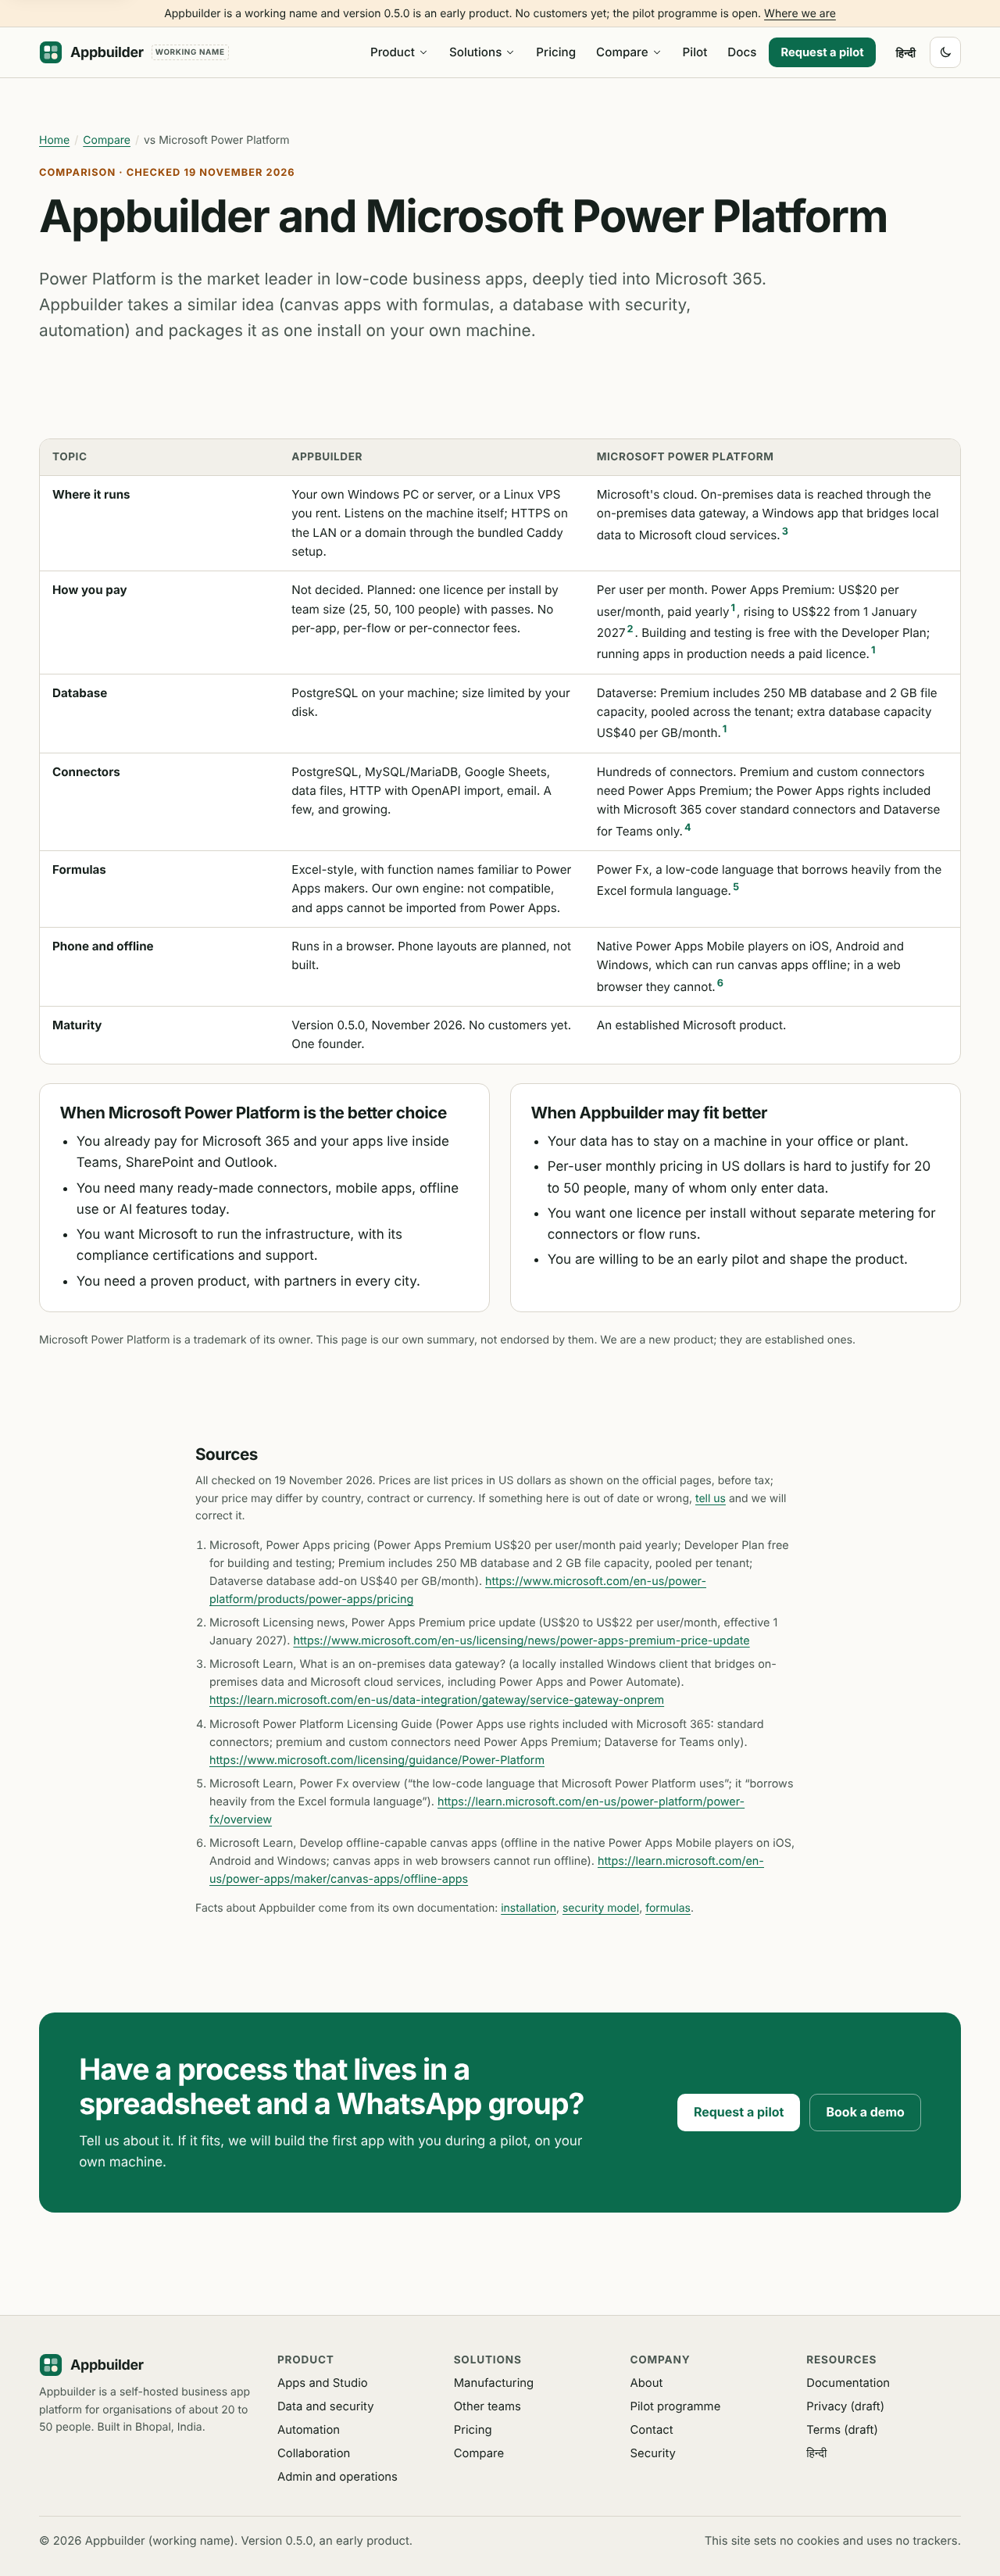 Appbuilder is a working name and version 0.5.0 is an early product. No customers yet; the pilot programme is open. Where we are
Appbuilder WORKING NAME Product Solutions Pricing Compare Pilot Docs Request a pilot हिन्दी
Home / Compare / vs Microsoft Power Platform
COMPARISON · CHECKED 19 NOVEMBER 2026
Appbuilder and Microsoft Power Platform
Power Platform is the market leader in low-code business apps, deeply tied into Microsoft 365.
Appbuilder takes a similar idea (canvas apps with formulas, a database with security,
automation) and packages it as one install on your own machine.
TOPIC APPBUILDER MICROSOFT POWER PLATFORM
Where it runs
Your own Windows PC or server, or a Linux VPS
you rent. Listens on the machine itself; HTTPS on
the LAN or a domain through the bundled Caddy
setup.
Microsoft's cloud. On-premises data is reached through the
on-premises data gateway, a Windows app that bridges local
data to Microsoft cloud services. 3
How you pay
Not decided. Planned: one licence per install by
team size (25, 50, 100 people) with passes. No
per-app, per-flow or per-connector fees.
Per user per month. Power Apps Premium: US$20 per
user/month, paid yearly 1, rising to US$22 from 1 January
2027 2. Building and testing is free with the Developer Plan;
running apps in production needs a paid licence. 1
Database
PostgreSQL on your machine; size limited by your
disk.
Dataverse: Premium includes 250 MB database and 2 GB file
capacity, pooled across the tenant; extra database capacity
US$40 per GB/month. 1
Connectors
PostgreSQL, MySQL/MariaDB, Google Sheets,
data files, HTTP with OpenAPI import, email. A
few, and growing.
Hundreds of connectors. Premium and custom connectors
need Power Apps Premium; the Power Apps rights included
with Microsoft 365 cover standard connectors and Dataverse
for Teams only. 4
Formulas
Excel-style, with function names familiar to Power
Apps makers. Our own engine: not compatible,
and apps cannot be imported from Power Apps.
Power Fx, a low-code language that borrows heavily from the
Excel formula language. 5
Phone and offline
Runs in a browser. Phone layouts are planned, not
built.
Native Power Apps Mobile players on iOS, Android and
Windows, which can run canvas apps offline; in a web
browser they cannot. 6
Maturity
Version 0.5.0, November 2026. No customers yet.
One founder.
An established Microsoft product.
When Microsoft Power Platform is the better choice
• You already pay for Microsoft 365 and your apps live inside
Teams, SharePoint and Outlook.
• You need many ready-made connectors, mobile apps, offline
use or AI features today.
• You want Microsoft to run the infrastructure, with its
compliance certifications and support.
• You need a proven product, with partners in every city.
When Appbuilder may fit better
• Your data has to stay on a machine in your office or plant.
• Per-user monthly pricing in US dollars is hard to justify for 20
to 50 people, many of whom only enter data.
• You want one licence per install without separate metering for
connectors or flow runs.
• You are willing to be an early pilot and shape the product.
Microsoft Power Platform is a trademark of its owner. This page is our own summary, not endorsed by them. We are a new product; they are established ones.
Sources
All checked on 19 November 2026. Prices are list prices in US dollars as shown on the official pages, before tax;
your price may differ by country, contract or currency. If something here is out of date or wrong, tell us and we will
correct it.
1. Microsoft, Power Apps pricing (Power Apps Premium US$20 per user/month paid yearly; Developer Plan free
for building and testing; Premium includes 250 MB database and 2 GB file capacity, pooled per tenant;
Dataverse database add-on US$40 per GB/month). https://www.microsoft.com/en-us/power-
platform/products/power-apps/pricing
2. Microsoft Licensing news, Power Apps Premium price update (US$20 to US$22 per user/month, effective 1
January 2027). https://www.microsoft.com/en-us/licensing/news/power-apps-premium-price-update
3. Microsoft Learn, What is an on-premises data gateway? (a locally installed Windows client that bridges on-
premises data and Microsoft cloud services, including Power Apps and Power Automate).
https://learn.microsoft.com/en-us/data-integration/gateway/service-gateway-onprem
4. Microsoft Power Platform Licensing Guide (Power Apps use rights included with Microsoft 365: standard
connectors; premium and custom connectors need Power Apps Premium; Dataverse for Teams only).
https://www.microsoft.com/licensing/guidance/Power-Platform
5. Microsoft Learn, Power Fx overview (“the low-code language that Microsoft Power Platform uses”; it “borrows
heavily from the Excel formula language”). https://learn.microsoft.com/en-us/power-platform/power-
fx/overview
6. Microsoft Learn, Develop offline-capable canvas apps (offline in the native Power Apps Mobile players on iOS,
Android and Windows; canvas apps in web browsers cannot run offline). https://learn.microsoft.com/en-
us/power-apps/maker/canvas-apps/offline-apps
Facts about Appbuilder come from its own documentation: installation, security model, formulas.
Have a process that lives in a
spreadsheet and a WhatsApp group?
Tell us about it. If it fits, we will build the first app with you during a pilot, on your
own machine.
Request a pilot Book a demo
Appbuilder
Appbuilder is a self-hosted business app
platform for organisations of about 20 to
50 people. Built in Bhopal, India.
PRODUCT
Apps and Studio
Data and security
Automation
Collaboration
Admin and operations
SOLUTIONS
Manufacturing
Other teams
Pricing
Compare
COMPANY
About
Pilot programme
Contact
Security
RESOURCES
Documentation
Privacy (draft)
Terms (draft)
हिन्दी
© 2026 Appbuilder (working name). Version 0.5.0, an early product.
This site sets no cookies and uses no trackers.